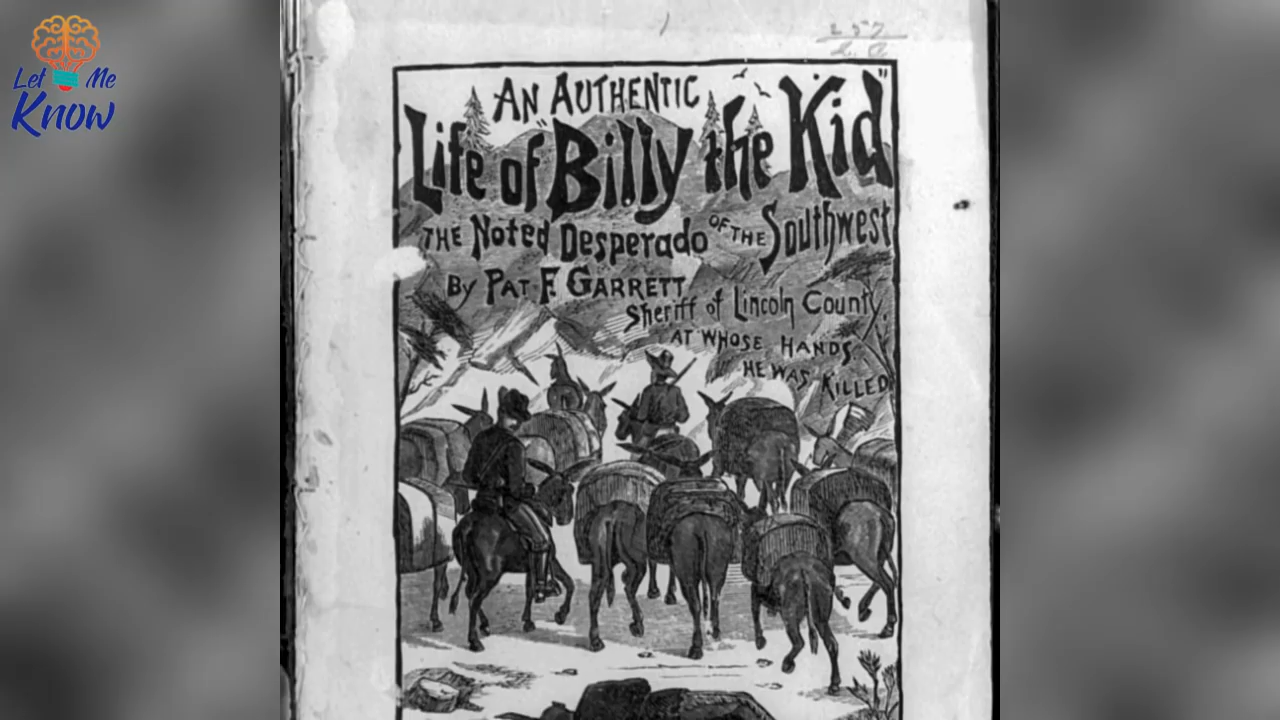 Let Me
Know
AN AUTHENTIC
Life of "Billy the Kid"
THE Noted Desperado OF THE Southwest
BY PAT F. GARRETT
Sheriff of Lincoln County,
AT WHOSE HANDS
HE WAS KILLED